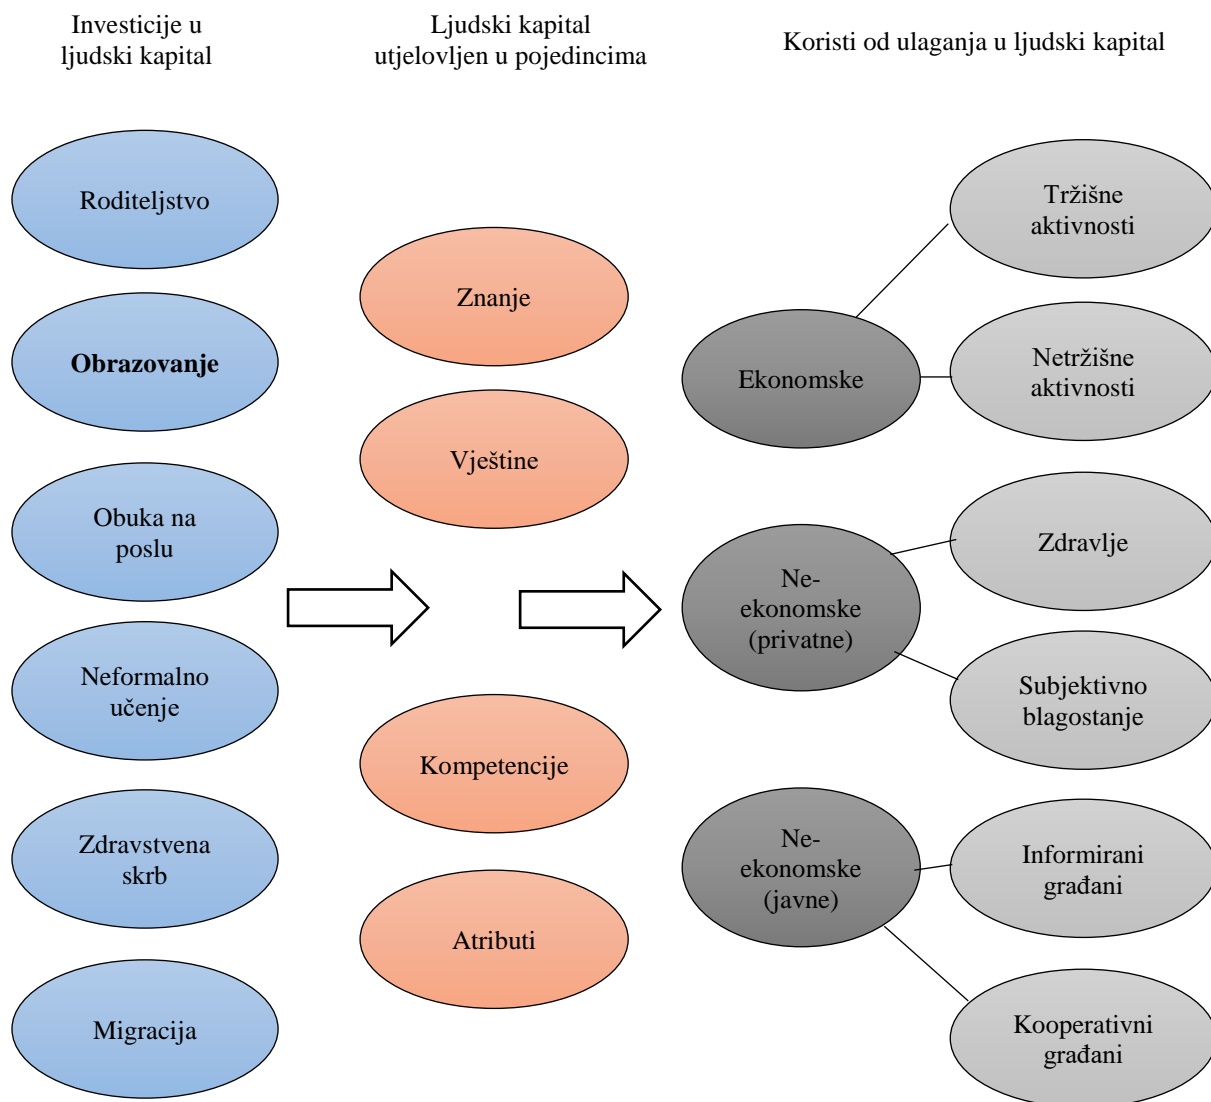 Investicije u
ljudski kapital
Ljudski kapital
utjelovljen u pojedincima
Koristi od ulaganja u ljudski kapital
Roditeljstvo
Obrazovanje
Obuka na
poslu
Neformalno
učenje
Zdravstvena
skrb
Migracija
Znanje
Vještine
Kompetencije
Atributi
Ekonomske
Ne-
ekonomske
(privatne)
Ne-
ekonomske
(javne)
Tržišne
aktivnosti
Netržišne
aktivnosti
Zdravlje
Subjektivno
blagostanje
Informirani
građani
Kooperativni
građani